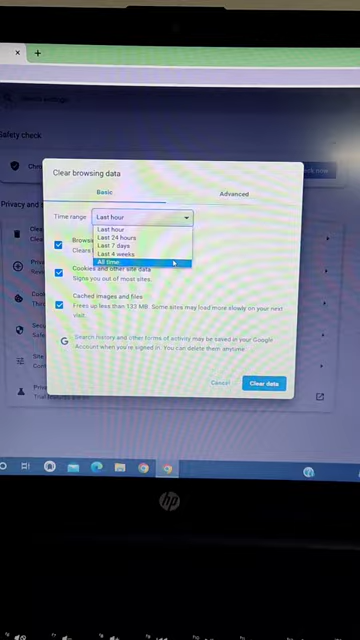 Safety check
Clear browsing data
Basic
Advanced
Time range
Last hour
Last hour
Last 24 hours
Last 7 days
Last 4 weeks
All time
Cookies and other site data
Signs you out of most sites.
Cached images and files
Frees up less than 133 MB. Some sites may load more slowly on your next
visit.
Search history and other forms of activity may be saved in your Google
Account when you're signed in. You can delete them anytime.
Cancel
Clear data
Privacy and
hp